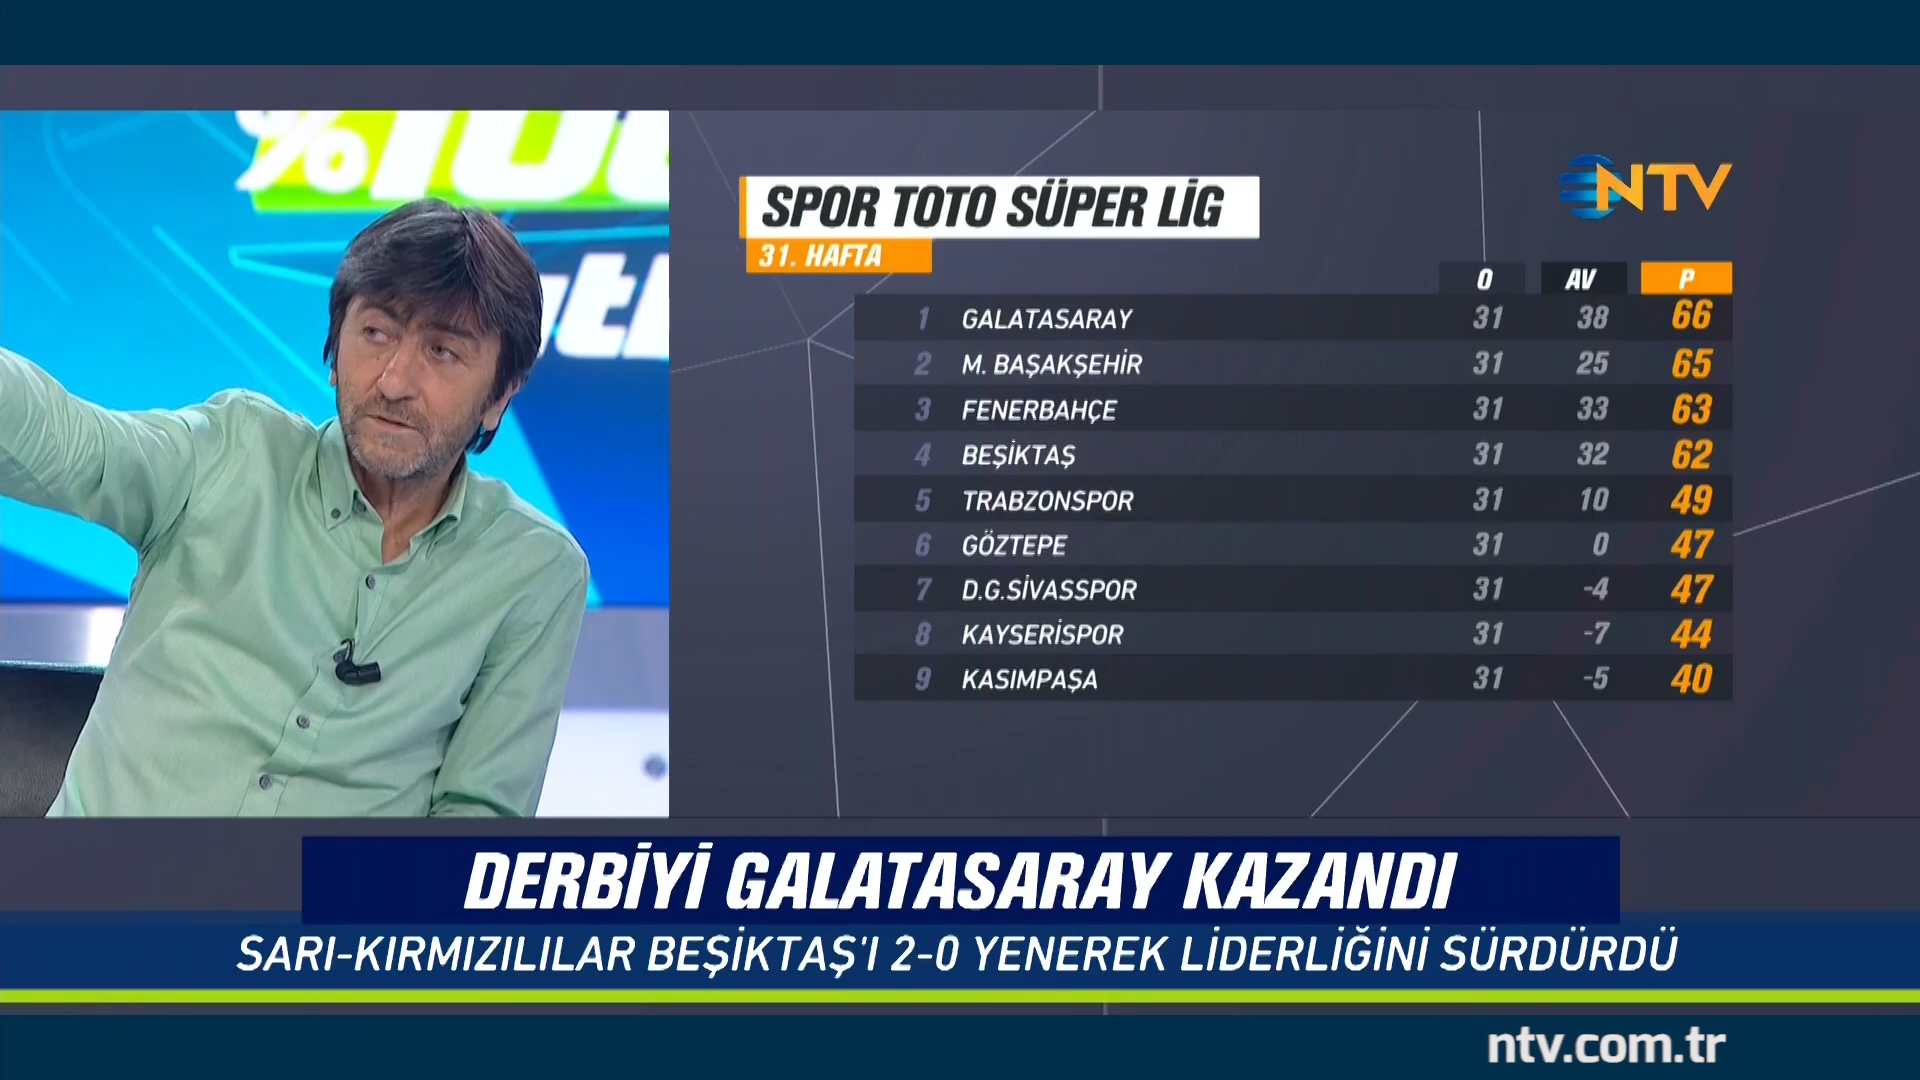 %100
NTV
SPOR TOTO SÜPER LİG
31. HAFTA
O AV P
1 GALATASARAY 31 38 66
2 M. BAŞAKŞEHİR 31 25 65
3 FENERBAHÇE 31 33 63
4 BEŞİKTAŞ 31 32 62
5 TRABZONSPOR 31 10 49
6 GÖZTEPE 31 0 47
7 D.G.SİVASSPOR 31 -4 47
8 KAYSERİSPOR 31 -7 44
9 KASIMPAŞA 31 -5 40
DERBİYİ GALATASARAY KAZANDI
SARI-KIRMIZILILAR BEŞİKTAŞ'I 2-0 YENEREK LİDERLİĞİNİ SÜRDÜRDÜ
ntv.com.tr